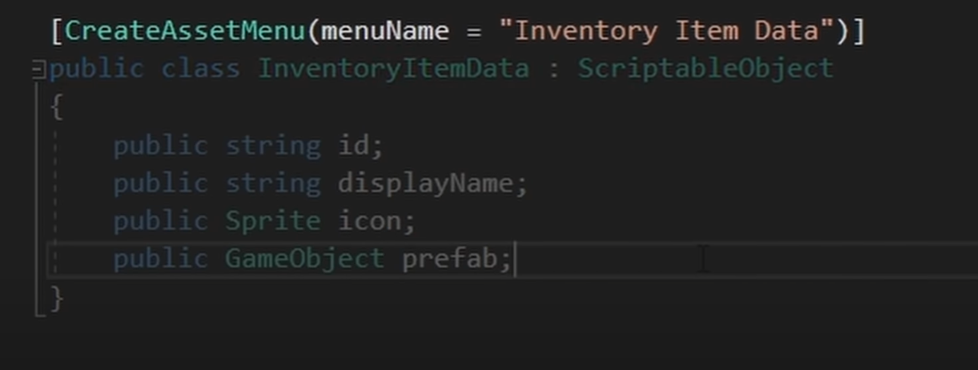 [CreateAssetMenu(menuName = "Inventory Item Data")]
public class InventoryItemData : ScriptableObject
{
public string id;
public string displayName;
public Sprite icon;
public GameObject prefab;
}